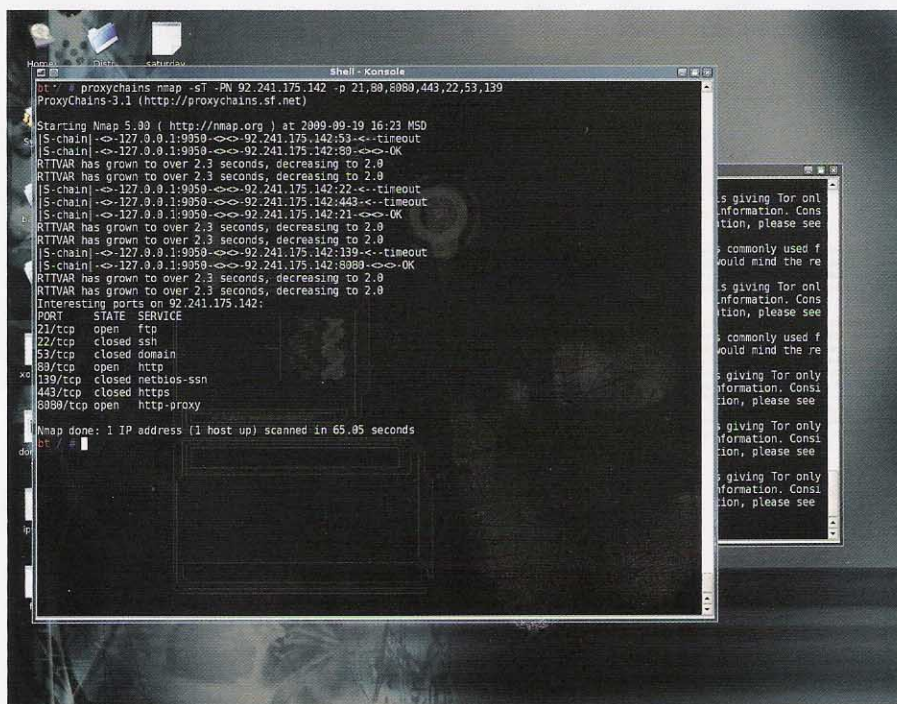 Home
Distr
saturday
Shell - Konsole
bt / # proxychains nmap -sT -PN 92.241.175.142 -p 21,80,8080,443,22,53,139
ProxyChains-3.1 (http://proxychains.sf.net)
Starting Nmap 5.00 ( http://nmap.org ) at 2009-09-19 16:23 MSD
|S-chain|-<>-127.0.0.1:9050-<><>-92.241.175.142:53-<--timeout
|S-chain|-<>-127.0.0.1:9050-<><>-92.241.175.142:80-<><>-OK
RTTVAR has grown to over 2.3 seconds, decreasing to 2.0
RTTVAR has grown to over 2.3 seconds, decreasing to 2.0
|S-chain|-<>-127.0.0.1:9050-<><>-92.241.175.142:22-<--timeout
|S-chain|-<>-127.0.0.1:9050-<><>-92.241.175.142:443-<--timeout
|S-chain|-<>-127.0.0.1:9050-<><>-92.241.175.142:21-<><>-OK
RTTVAR has grown to over 2.3 seconds, decreasing to 2.0
RTTVAR has grown to over 2.3 seconds, decreasing to 2.0
|S-chain|-<>-127.0.0.1:9050-<><>-92.241.175.142:139-<--timeout
|S-chain|-<>-127.0.0.1:9050-<><>-92.241.175.142:8080-<><>-OK
RTTVAR has grown to over 2.3 seconds, decreasing to 2.0
RTTVAR has grown to over 2.3 seconds, decreasing to 2.0
Interesting ports on 92.241.175.142:
PORT STATE SERVICE
21/tcp open ftp
22/tcp closed ssh
53/tcp closed domain
80/tcp open http
139/tcp closed netbios-ssn
443/tcp closed https
8080/tcp open http-proxy
Nmap done: 1 IP address (1 host up) scanned in 65.05 seconds
bt / #
s giving Tor onl
nformation. Cons
tion, please see
s commonly used f
ould mind the re
s giving Tor onl
nformation. Cons
tion, please see
s commonly used f
ould mind the re
s giving Tor only
nformation. Consi
tion, please see
s giving Tor only
nformation. Consi
tion, please see
s giving Tor only
nformation. Consi
tion, please see